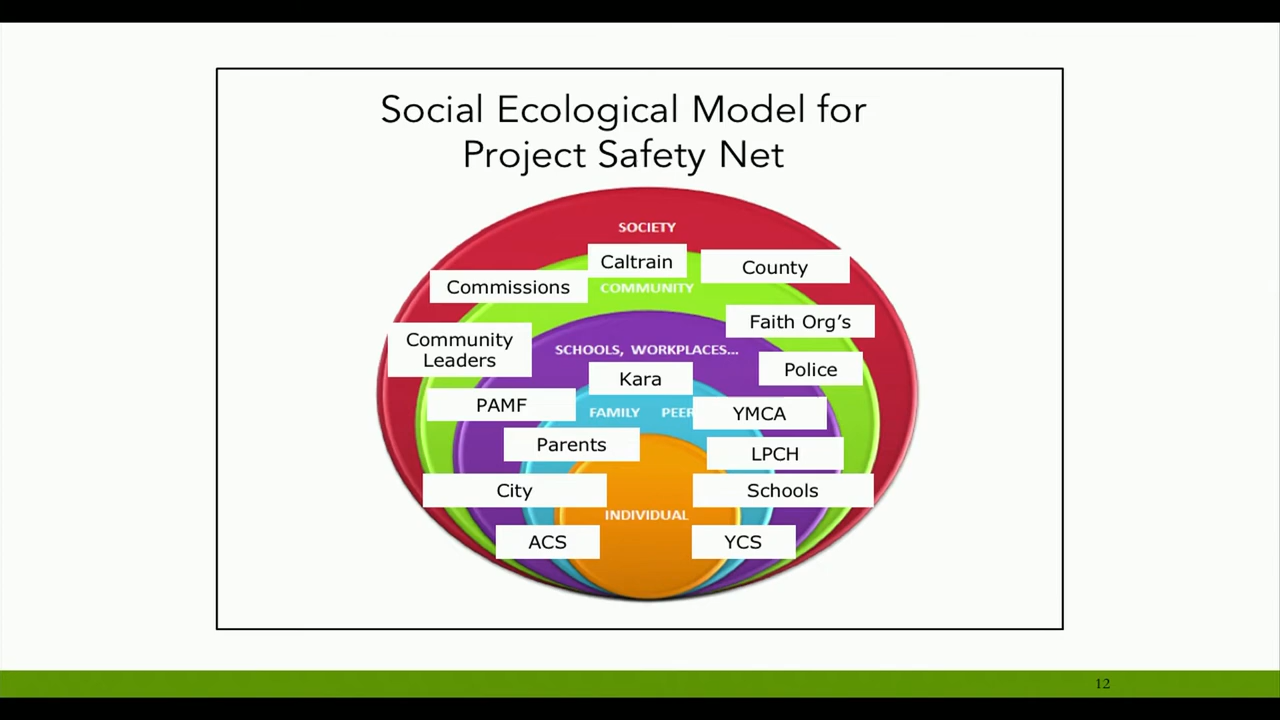 Social Ecological Model for
Project Safety Net
SOCIETY
Caltrain
County
Commissions
COMMUNITY
Faith Org's
Community
Leaders
SCHOOLS, WORKPLACES...
Police
Kara
PAMF
FAMILY PEER
YMCA
Parents
LPCH
City
Schools
INDIVIDUAL
ACS
YCS
12